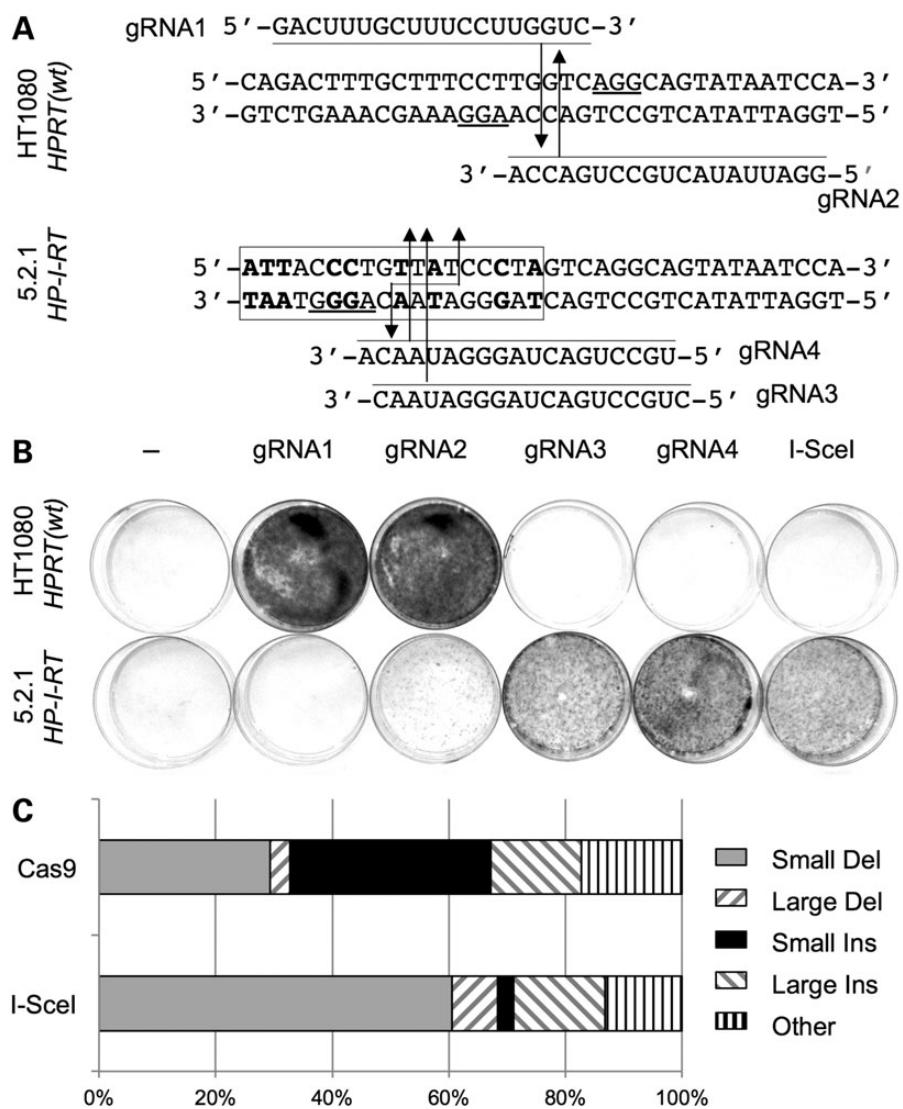 A
gRNA1 5′-GACUUUGCUUUCCUUGGUC-3′
HT1080
HPRT(wt)
5′-CAGACTTTGCTTTCCTTGGTCAGGCAGTATAATCCA-3′
3′-GTCTGAAACGAAAGGAACCAGTCCGTCATATTAGGT-5′
3′-ACCAGUCCGUCAUAUUAGG-5′
gRNA2
5.2.1
HP-I-RT
5′-ATTACCCTGTTATCCCTAGTCAGGCAGTATAATCCA-3′
3′-TAATGGGACAATAGGGATCAGTCCGTCATATTAGGT-5′
3′-ACAAUAGGGAUCAGUCCGU-5′ gRNA4
3′-CAAUAGGGAUCAGUCCGUC-5′ gRNA3
B
– gRNA1 gRNA2 gRNA3 gRNA4 I-SceI
HT1080
HPRT(wt)
5.2.1
HP-I-RT
C
Cas9
I-SceI
0% 20% 40% 60% 80% 100%
Small Del
Large Del
Small Ins
Large Ins
Other